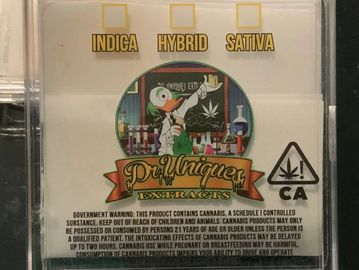 INDICA HYBRID SATIVA
DR UNIQUES EXT
Dr. Uniques
EXTRACTS
CA
GOVERNMENT WARNING: THIS PRODUCT CONTAINS CANNABIS, A SCHEDULE I CONTROLLED
SUBSTANCE. KEEP OUT OF REACH OF CHILDREN AND ANIMALS. CANNABIS PRODUCTS MAY ONLY
BE POSSESSED OR CONSUMED BY PERSONS 21 YEARS OF AGE OR OLDER UNLESS THE PERSON IS
A QUALIFIED PATIENT. THE INTOXICATING EFFECTS OF CANNABIS PRODUCTS MAY BE DELAYED
UP TO TWO HOURS. CANNABIS USE WHILE PREGNANT OR BREASTFEEDING MAY BE HARMFUL.
CONSUMPTION OF CANNABIS PRODUCTS IMPAIRS YOUR ABILITY TO DRIVE AND OPERATE